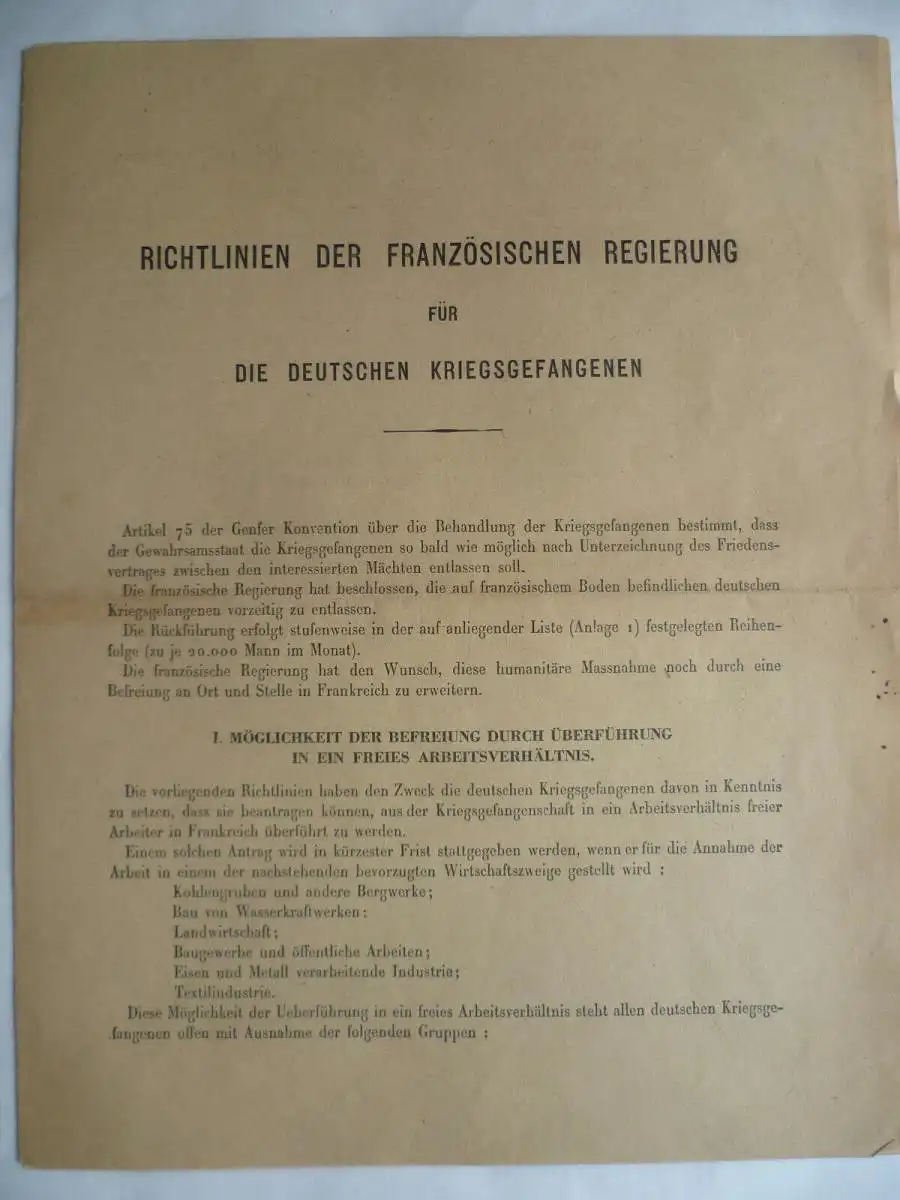 RICHTLINIEN DER FRANZÖSISCHEN REGIERUNG
FÜR
DIE DEUTSCHEN KRIEGSGEFANGENEN
Artikel 75 der Genfer Konvention über die Behandlung der Kriegsgefangenen bestimmt, dass
der Gewahrsamsstaat die Kriegsgefangenen so bald wie möglich nach Unterzeichnung des Friedens-
vertrages zwischen den interessierten Mächten entlassen soll.
Die französische Regierung hat beschlossen, die auf französischem Boden befindlichen deutschen
Kriegsgefangenen vorzeitig zu entlassen.
Die Rückführung erfolgt stufenweise in der auf anliegender Liste (Anlage 1) festgelegten Reihen-
folge (zu je 20.000 Mann im Monat).
Die französische Regierung hat den Wunsch, diese humanitäre Massnahme noch durch eine
Befreiung an Ort und Stelle in Frankreich zu erweitern.
I. MÖGLICHKEIT DER BEFREIUNG DURCH ÜBERFÜHRUNG
IN EIN FREIES ARBEITSVERHÄLTNIS.
Die vorliegenden Richtlinien haben den Zweck die deutschen Kriegsgefangenen davon in Kenntnis
zu setzen, dass sie beantragen können, aus der Kriegsgefangenschaft in ein Arbeitsverhältnis freier
Arbeiter in Frankreich überführt zu werden.
Einem solchen Antrag wird in kürzester Frist stattgegeben werden, wenn er für die Annahme der
Arbeit in einem der nachstehenden bevorzugten Wirtschaftszweige gestellt wird :
Kohlengruben und andere Bergwerke;
Bau von Wasserkraftwerken;
Landwirtschaft;
Baugewerbe und öffentliche Arbeiten;
Eisen und Metall verarbeitende Industrie;
Textilindustrie.
Diese Möglichkeit der Ueberführung in ein freies Arbeitsverhältnis steht allen deutschen Kriegsge-
fangenen offen mit Ausnahme der folgenden Gruppen :